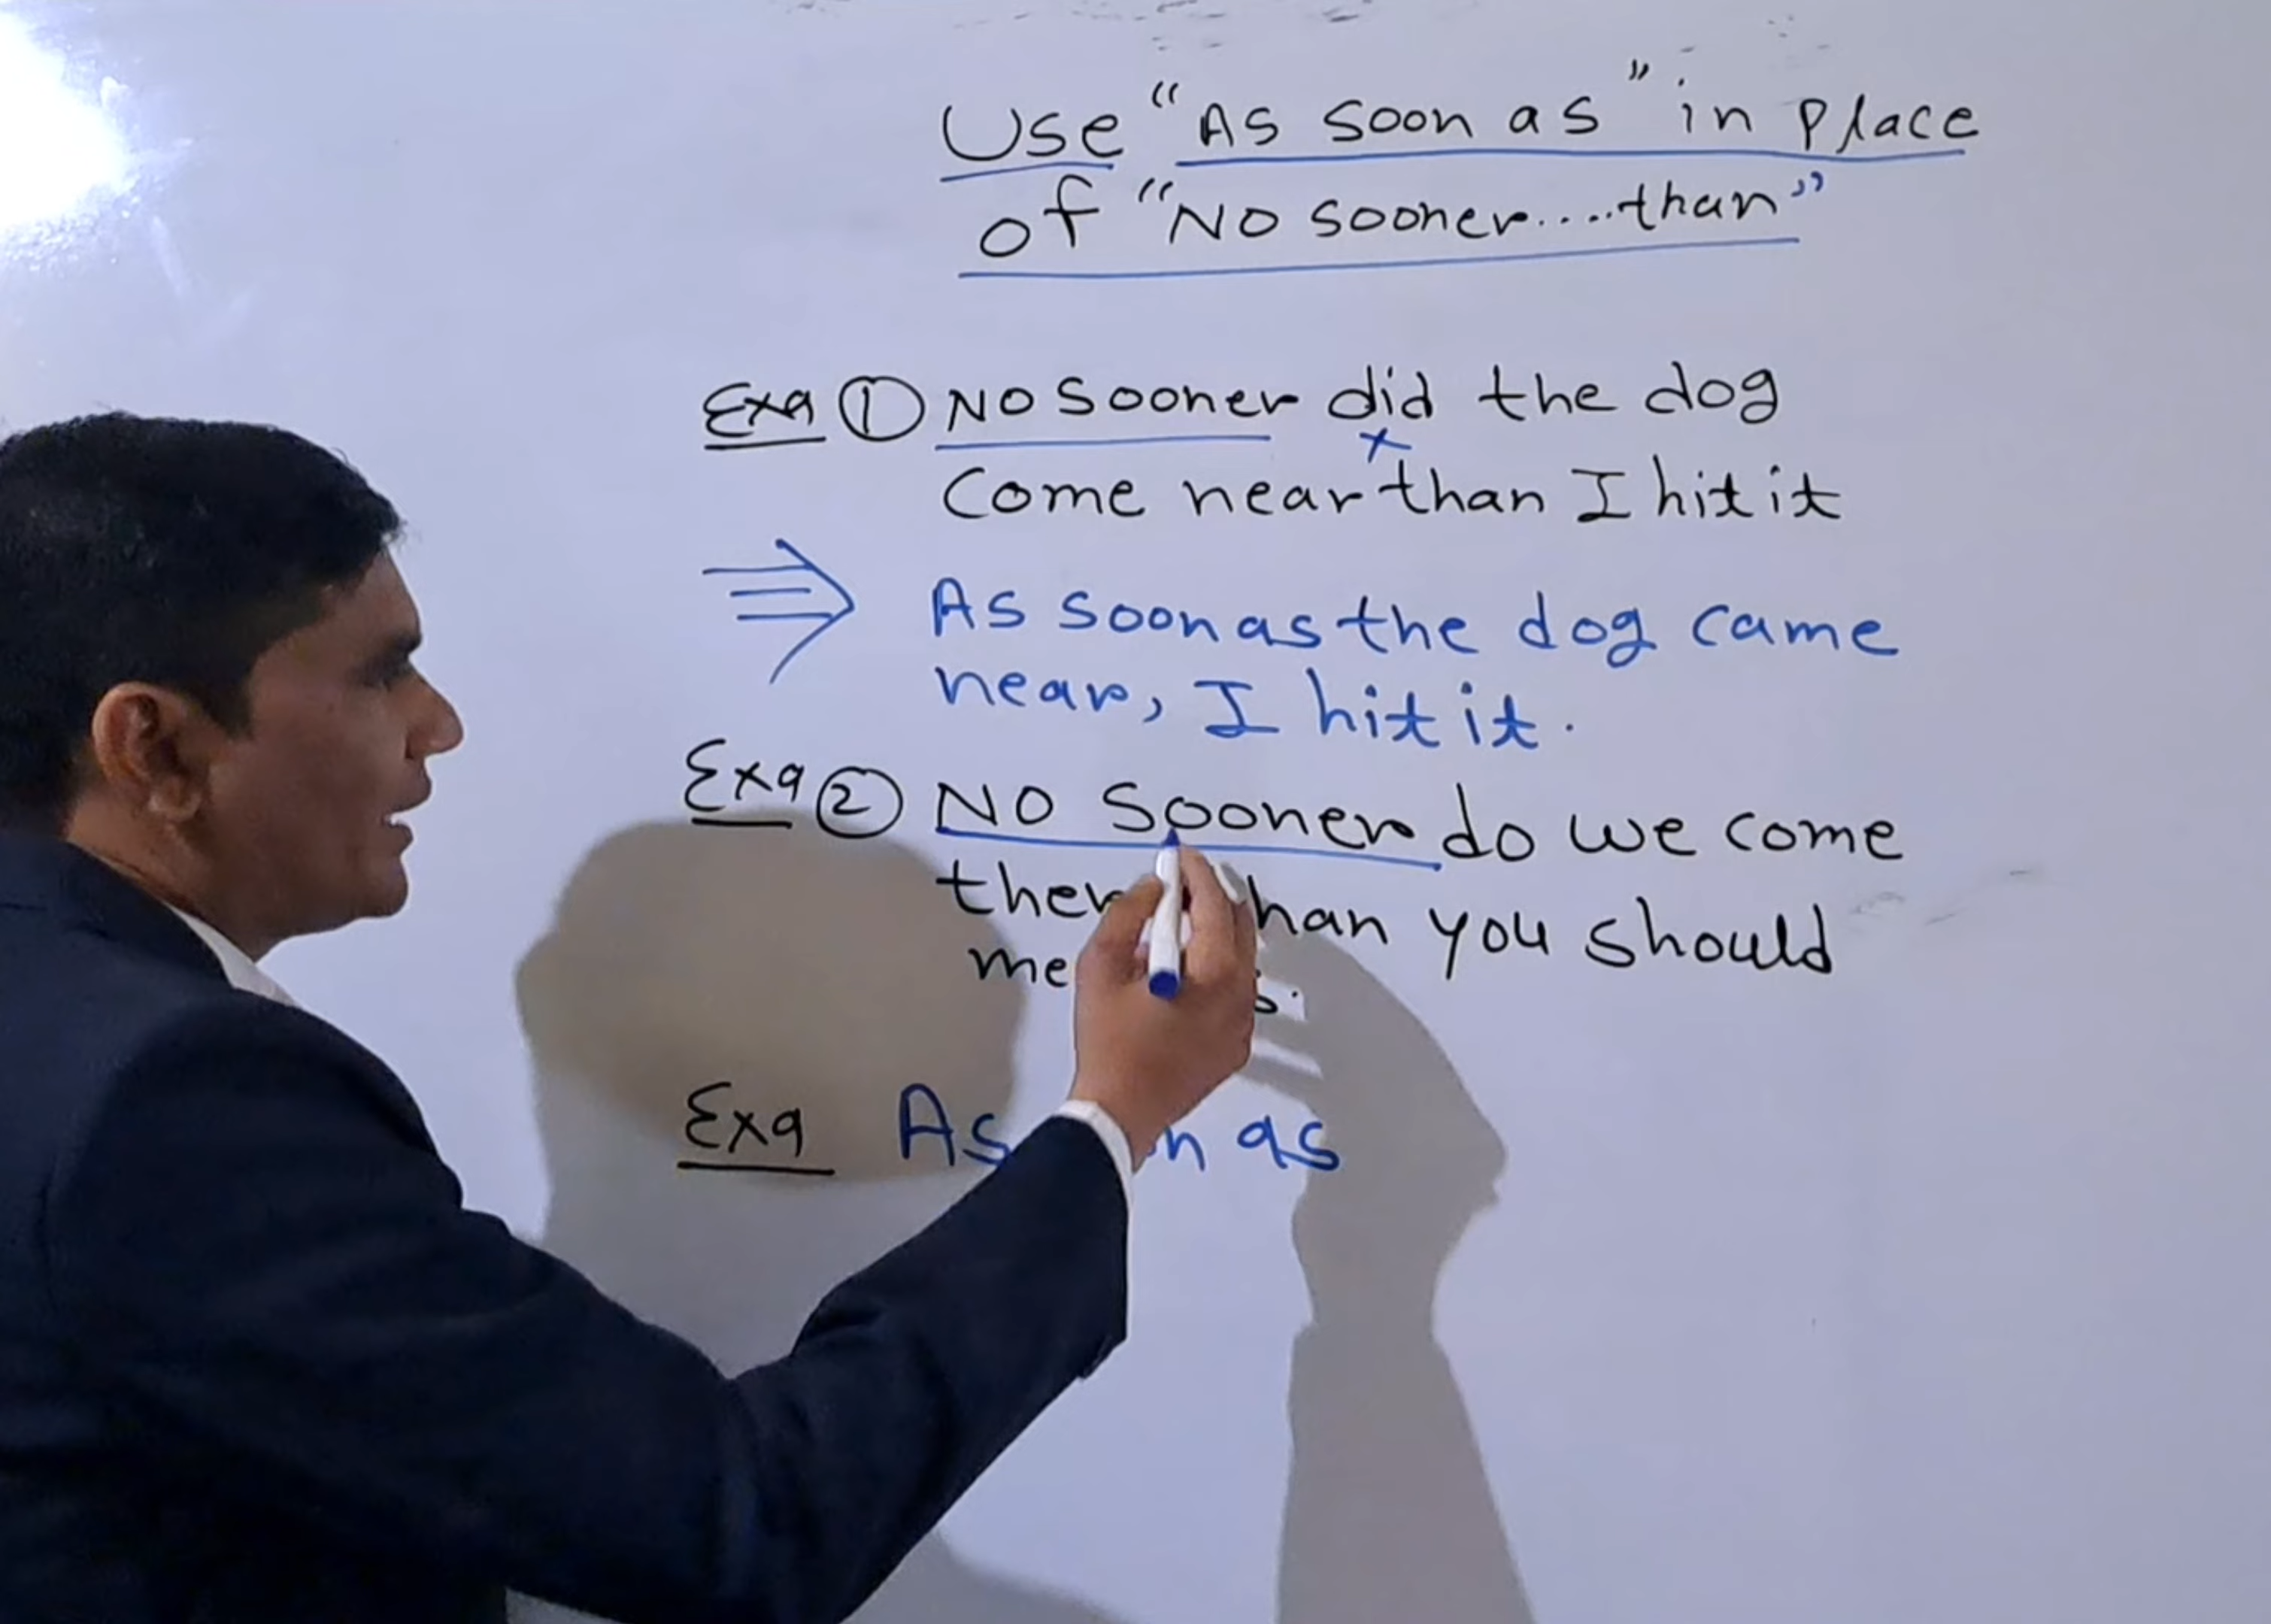 Use "As soon as" in place
of "No sooner....than"
Exa ① No sooner did the dog
x
Come near than I hit it
As soon as the dog came
near, I hit it.
Exa ② No Sooner do we come
than you should
Exa As as